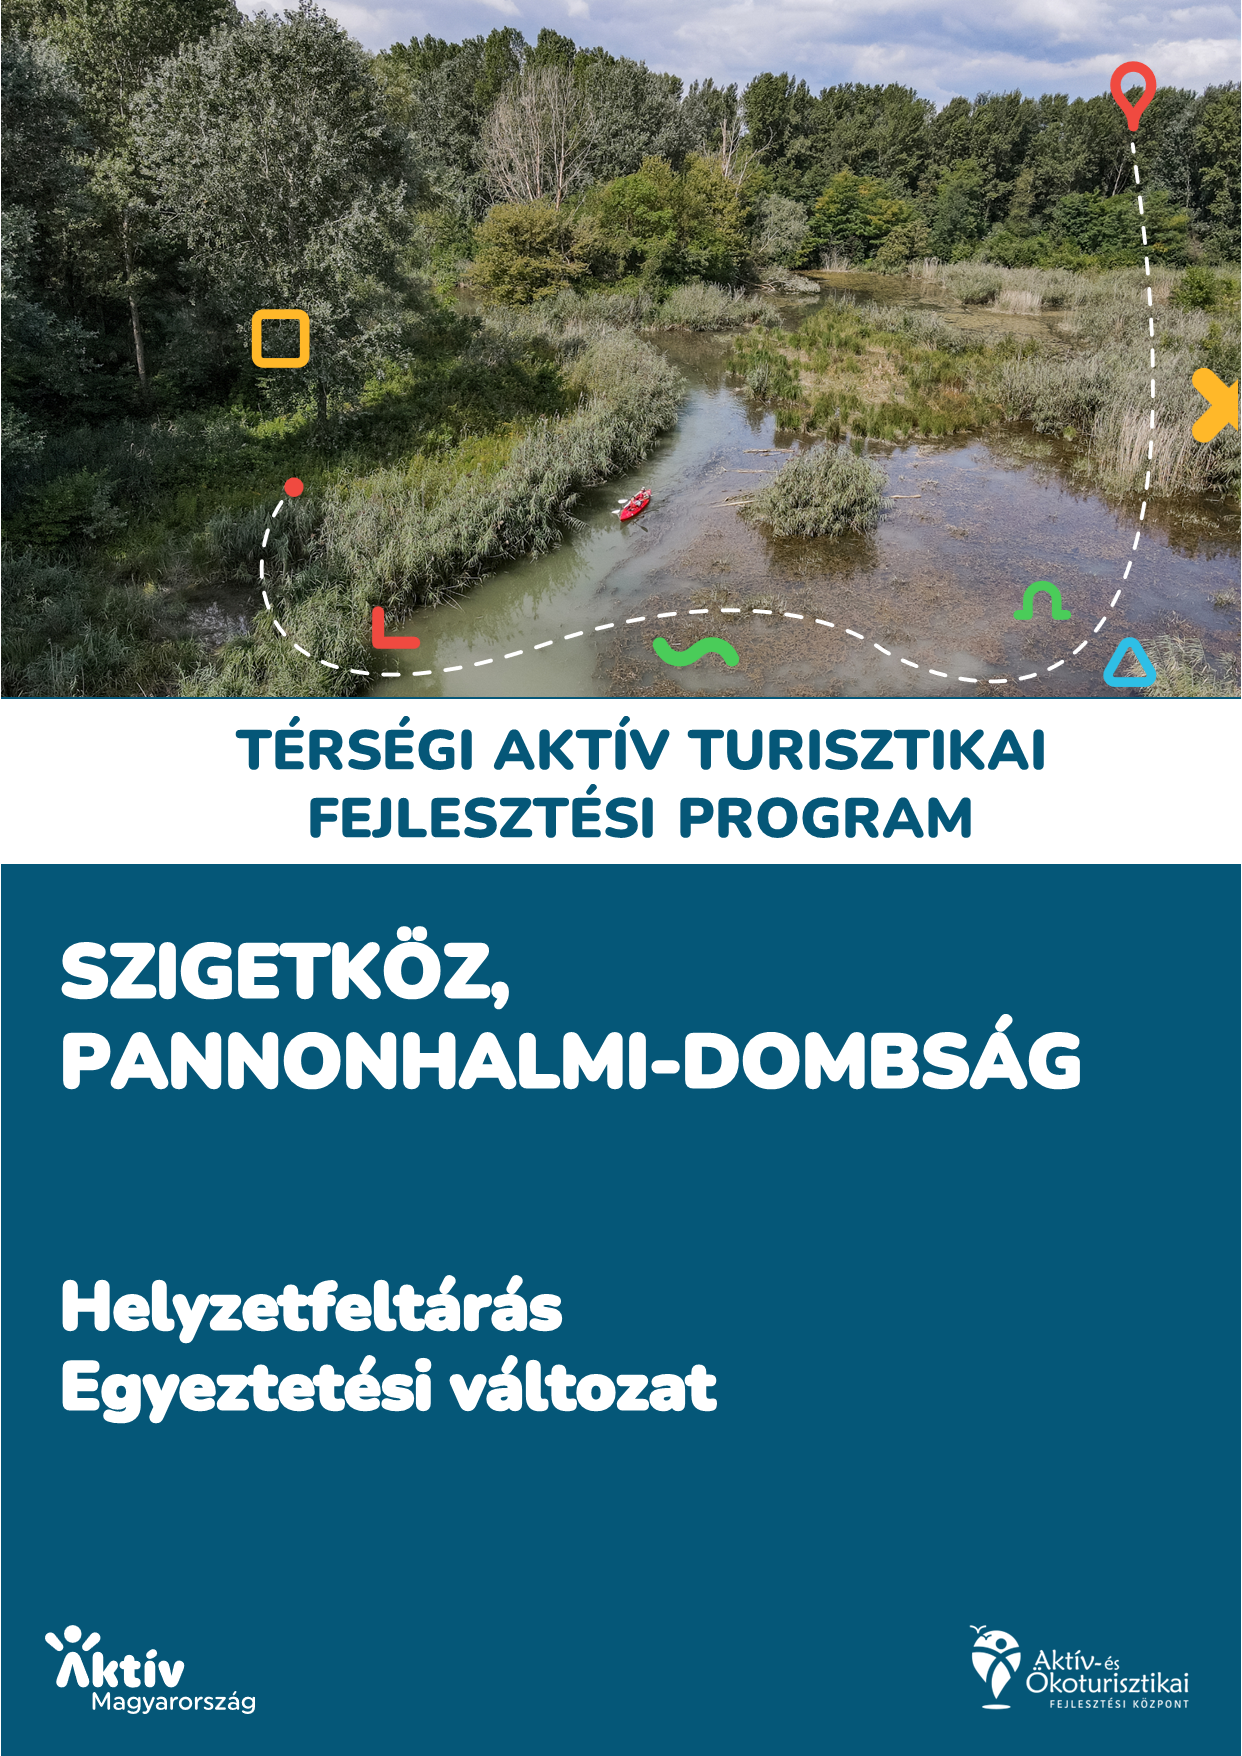 TÉRSÉGI AKTÍV TURISZTIKAI
FEJLESZTÉSI PROGRAM
SZIGETKÖZ,
PANNONHALMI-DOMBSÁG
Helyzetfeltárás
Egyeztetési változat
Aktív
Magyarország
Aktív- és
Ökoturisztikai
FEJLESZTÉSI KÖZPONT